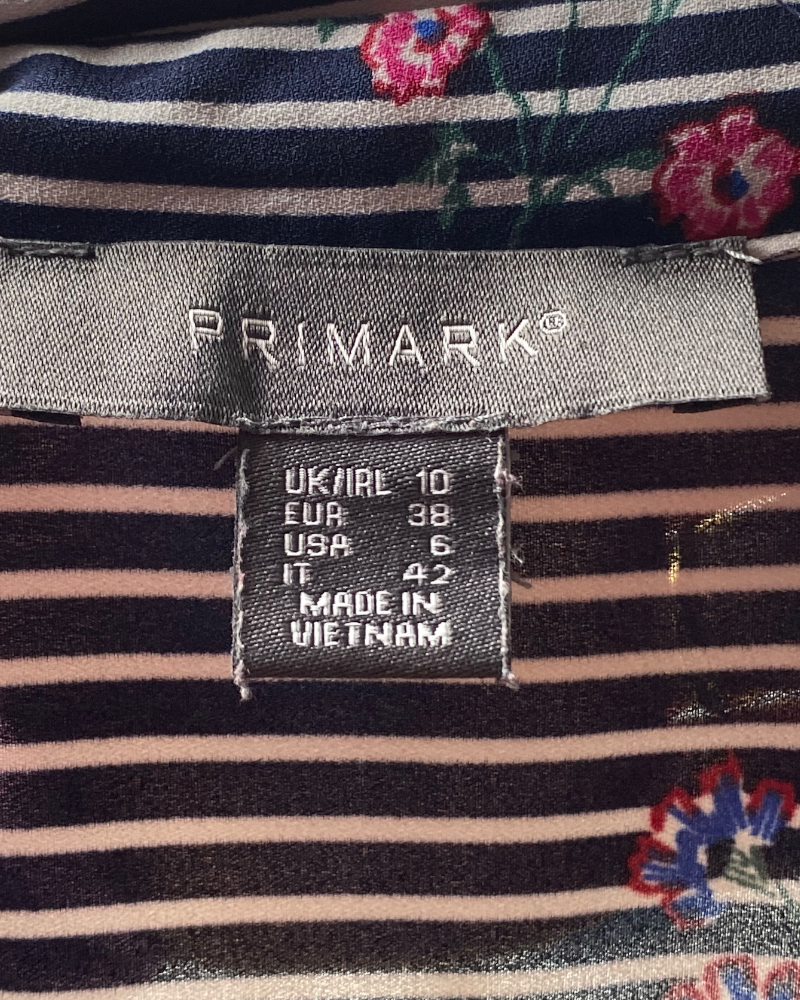 PRIMARK®
UK/IRL 10
EUR 38
USA 6
IT 42
MADE IN
VIETNAM